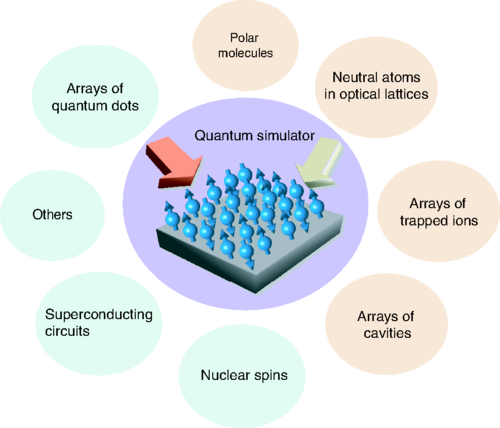 Polar
molecules
Neutral atoms
in optical lattices
Arrays of
quantum dots
Quantum simulator
Arrays of
trapped ions
Others
Superconducting
circuits
Arrays of
cavities
Nuclear spins